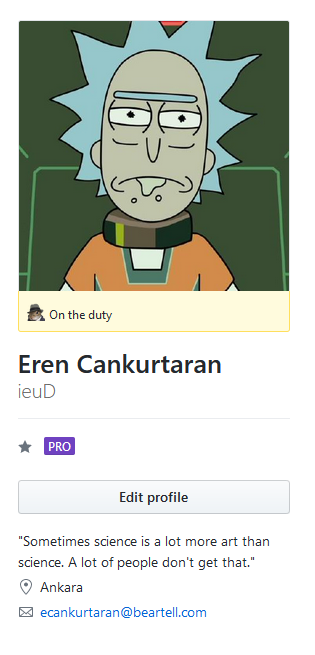 On the duty
Eren Cankurtaran
ieuD
PRO
Edit profile
"Sometimes science is a lot more art than
science. A lot of people don't get that."
Ankara
ecankurtaran@beartell.com